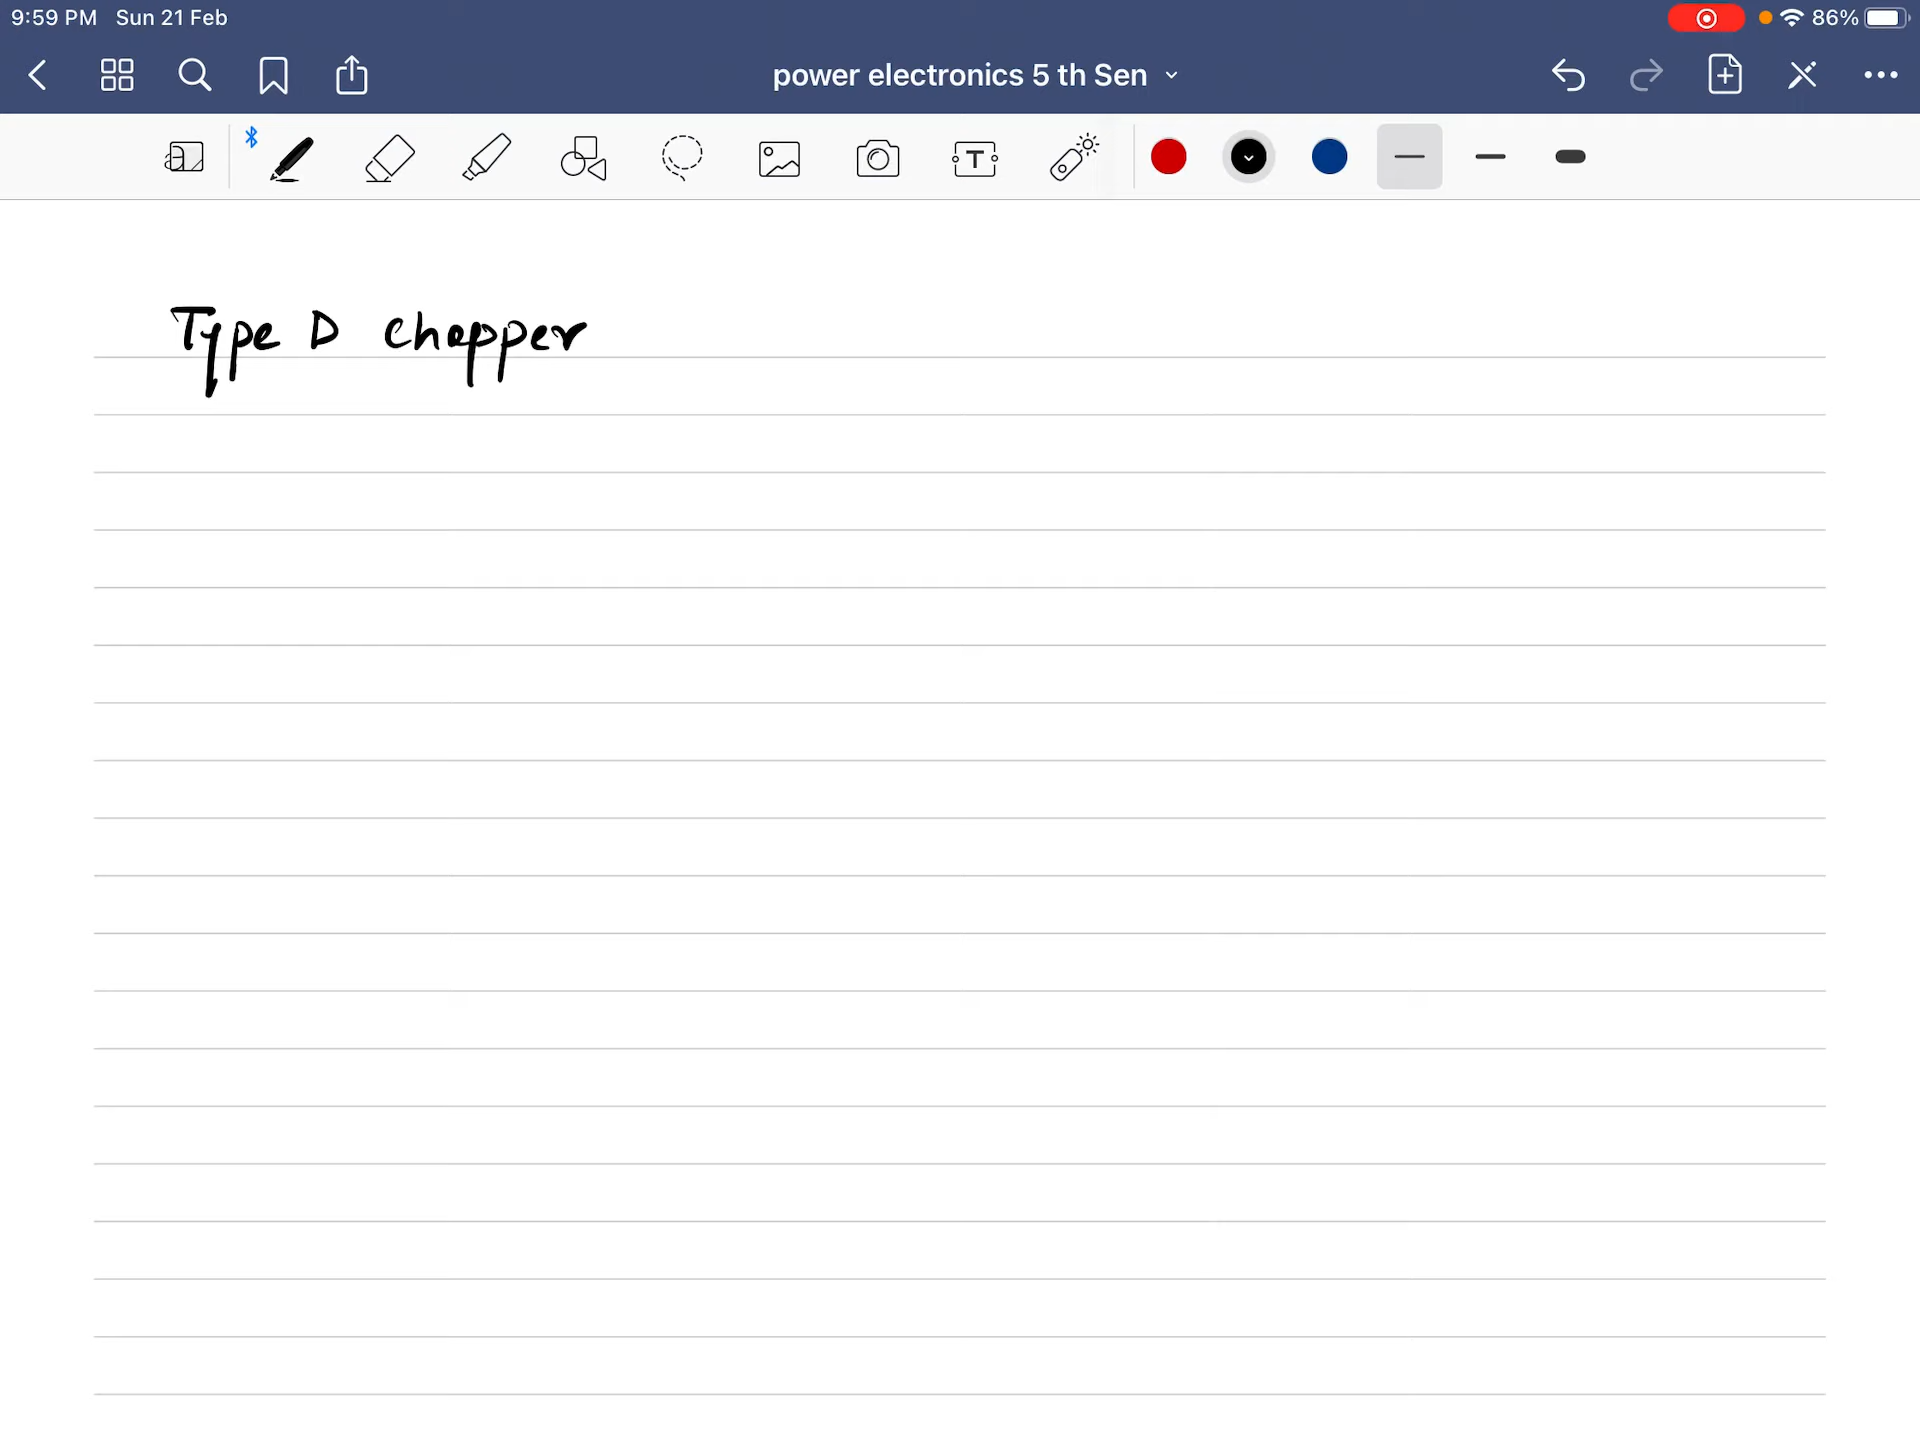 9:59 PM Sun 21 Feb
86%
power electronics 5 th Sen
T
Type D chopper